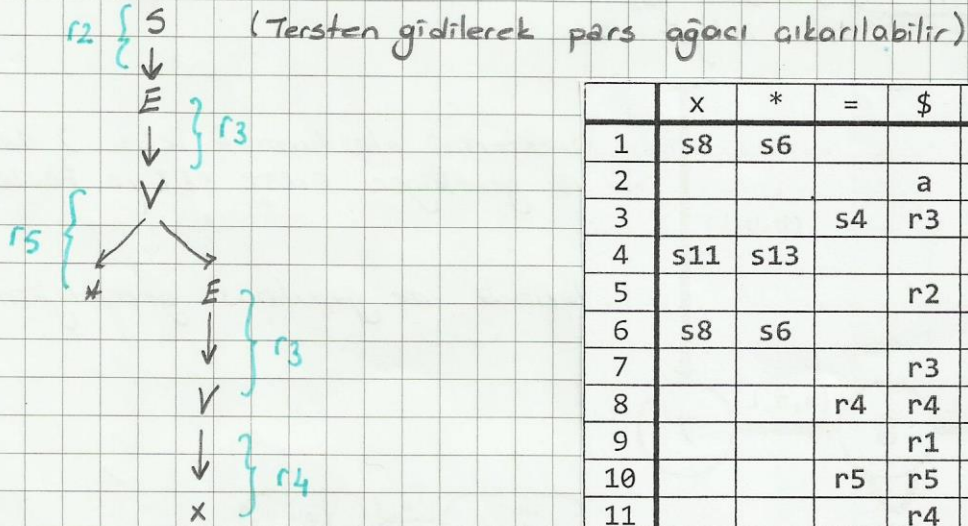 r2 { S (Tersten gidilerek pars ağacı çıkarılabilir)
↓
E } r3
↓
V
r5 {
* E
↓ } r3
V
↓ } r4
x
x * = $
1 s8 s6
2 a
3 s4 r3
4 s11 s13
5 r2
6 s8 s6
7 r3
8 r4 r4
9 r1
10 r5 r5
11 r4